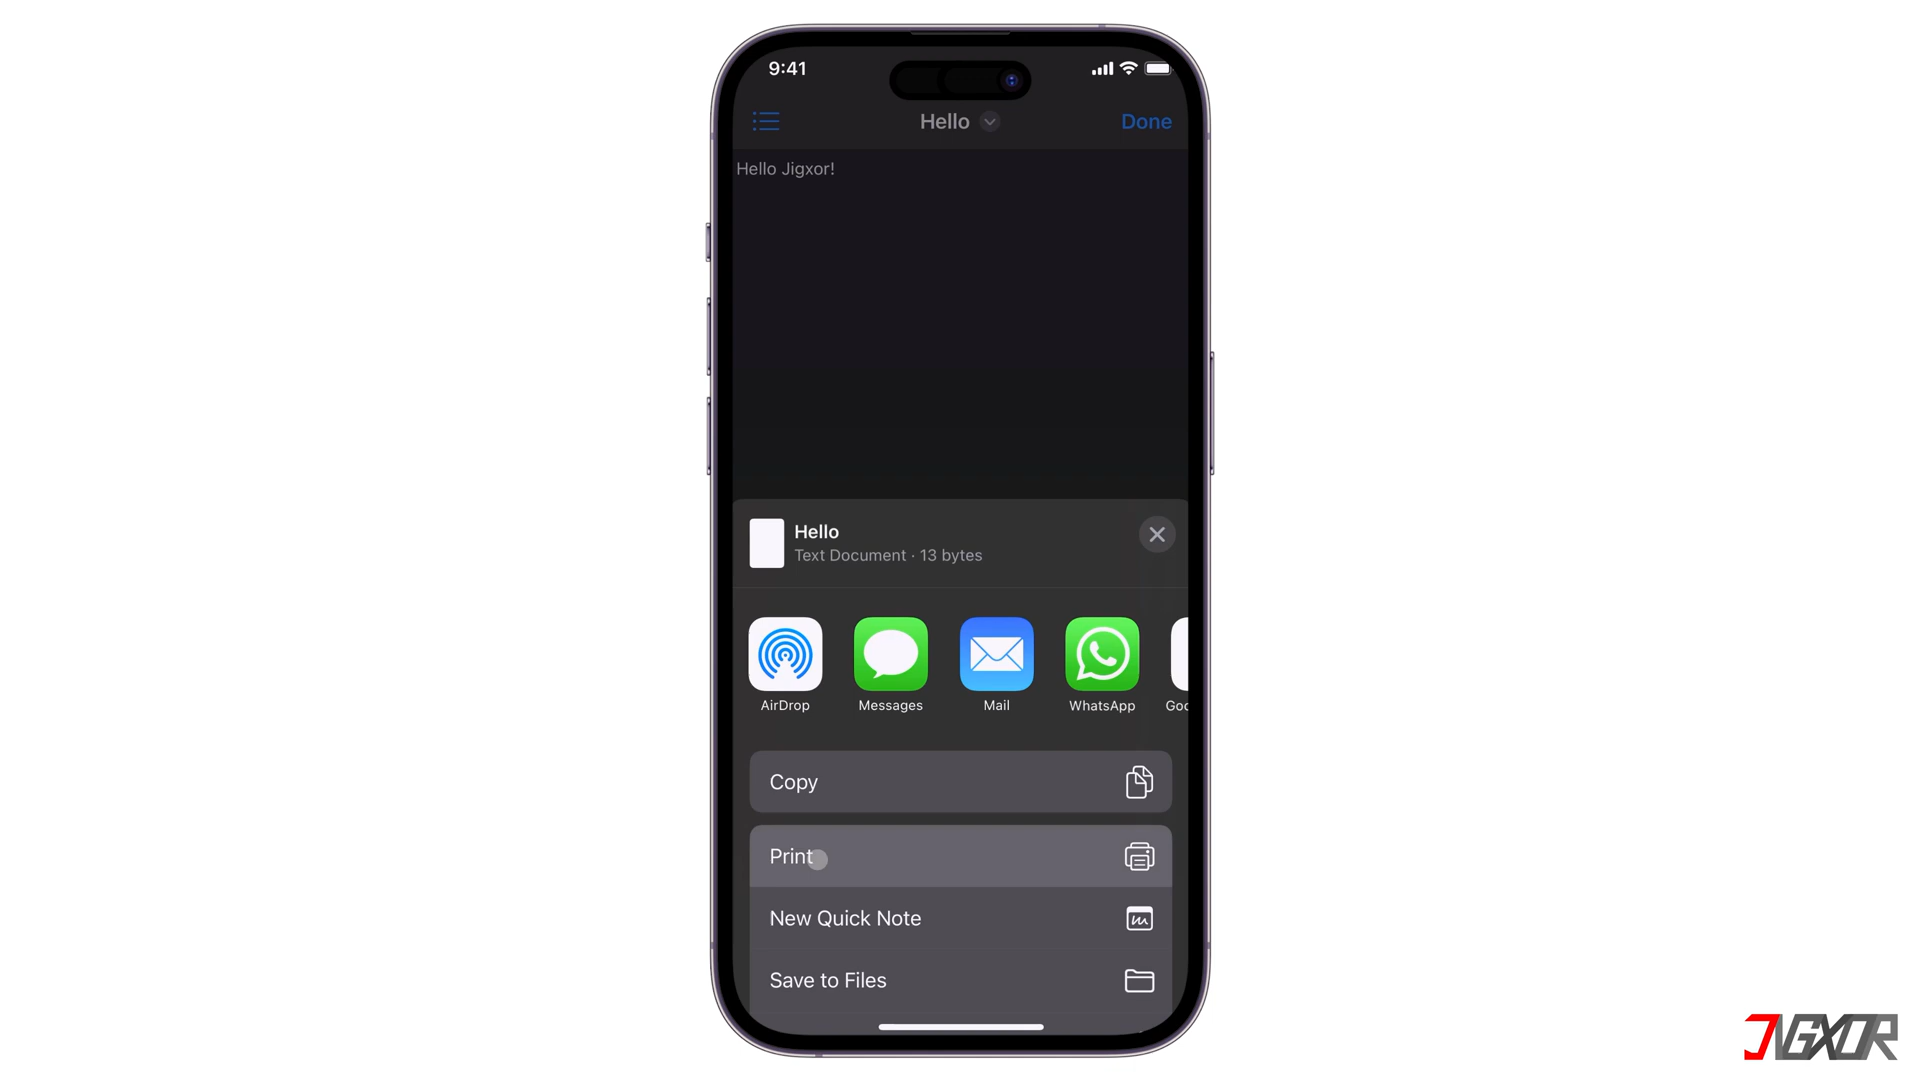 9:41
Hello
Done
Hello Jigxor!
Hello
Text Document · 13 bytes
AirDrop
Messages
Mail
WhatsApp
Goo
Copy
Print
New Quick Note
Save to Files
JIGXOR